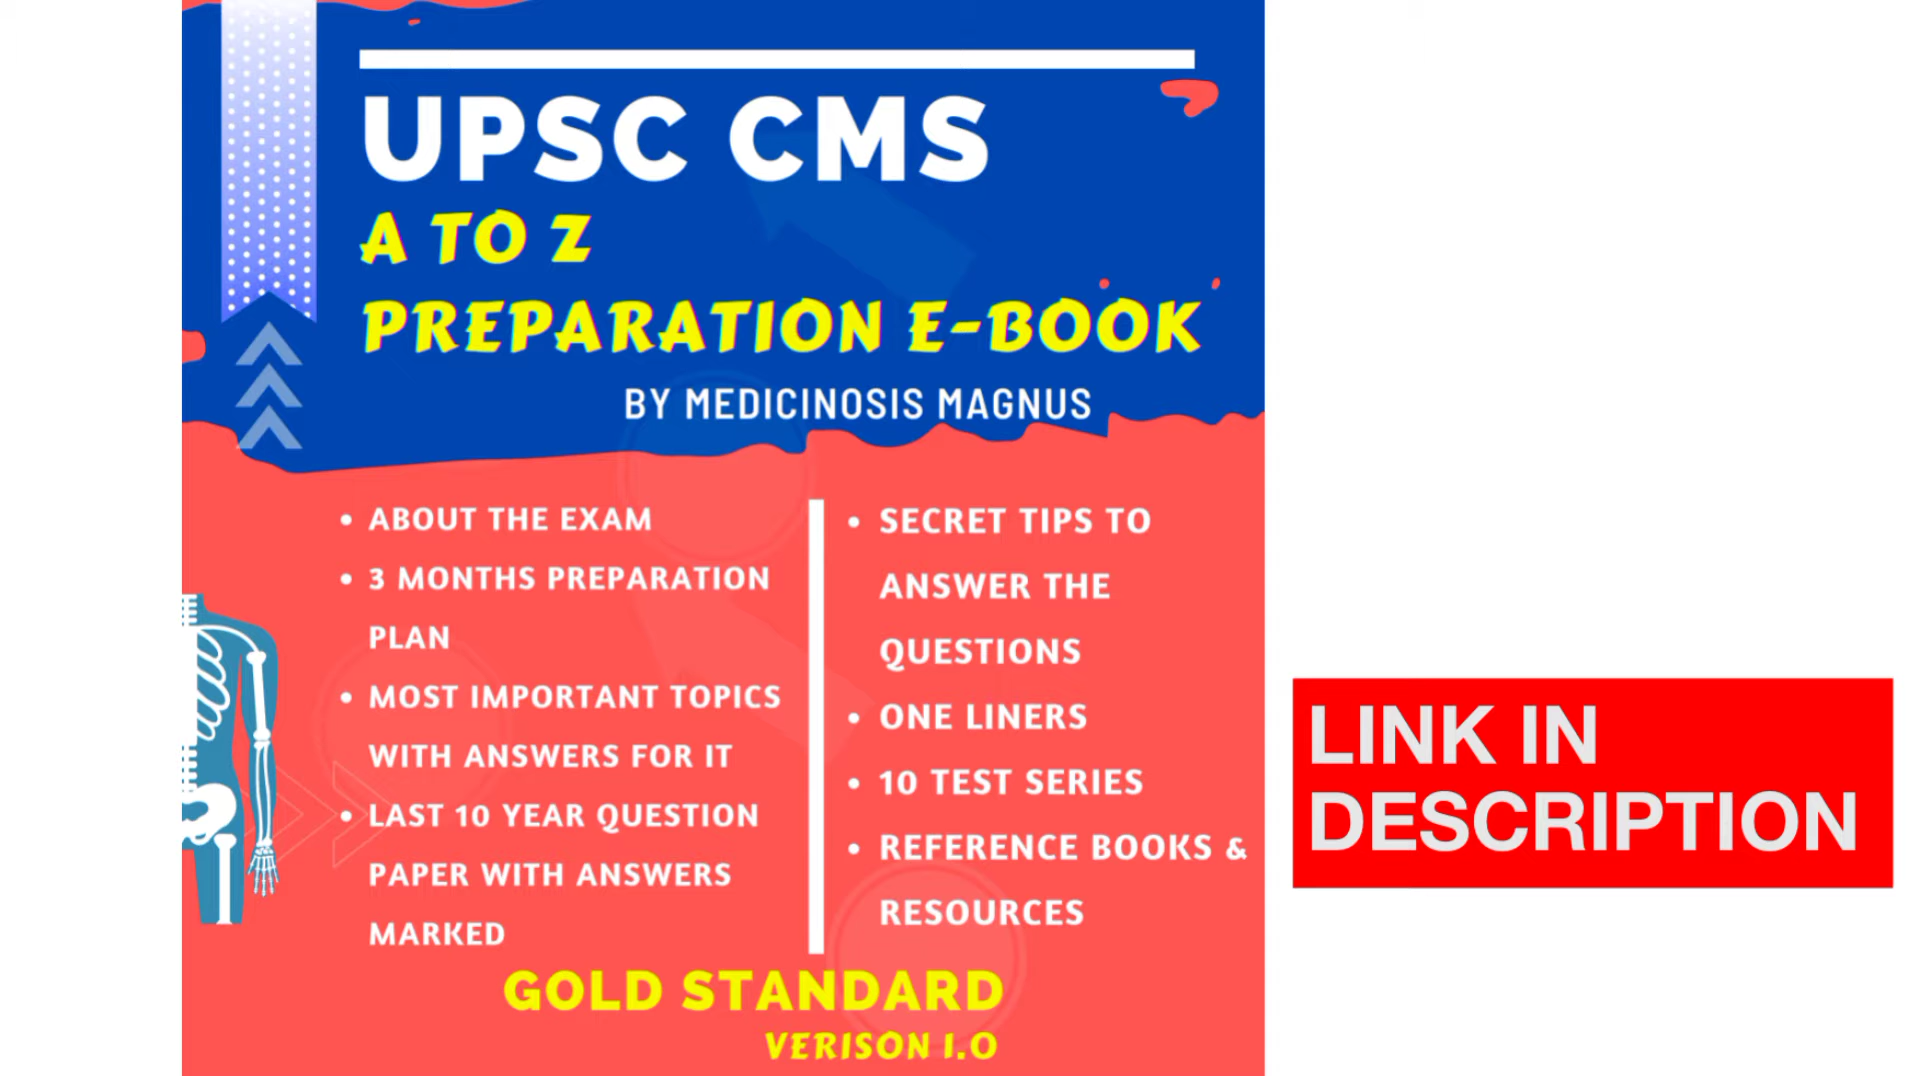 UPSC CMS
A TO Z
PREPARATION E-BOOK
BY MEDICINOSIS MAGNUS
• ABOUT THE EXAM
• 3 MONTHS PREPARATION
PLAN
• MOST IMPORTANT TOPICS
WITH ANSWERS FOR IT
• LAST 10 YEAR QUESTION
PAPER WITH ANSWERS
MARKED
• SECRET TIPS TO
ANSWER THE
QUESTIONS
• ONE LINERS
• 10 TEST SERIES
• REFERENCE BOOKS &
RESOURCES
GOLD STANDARD
VERISON 1.0
LINK IN
DESCRIPTION